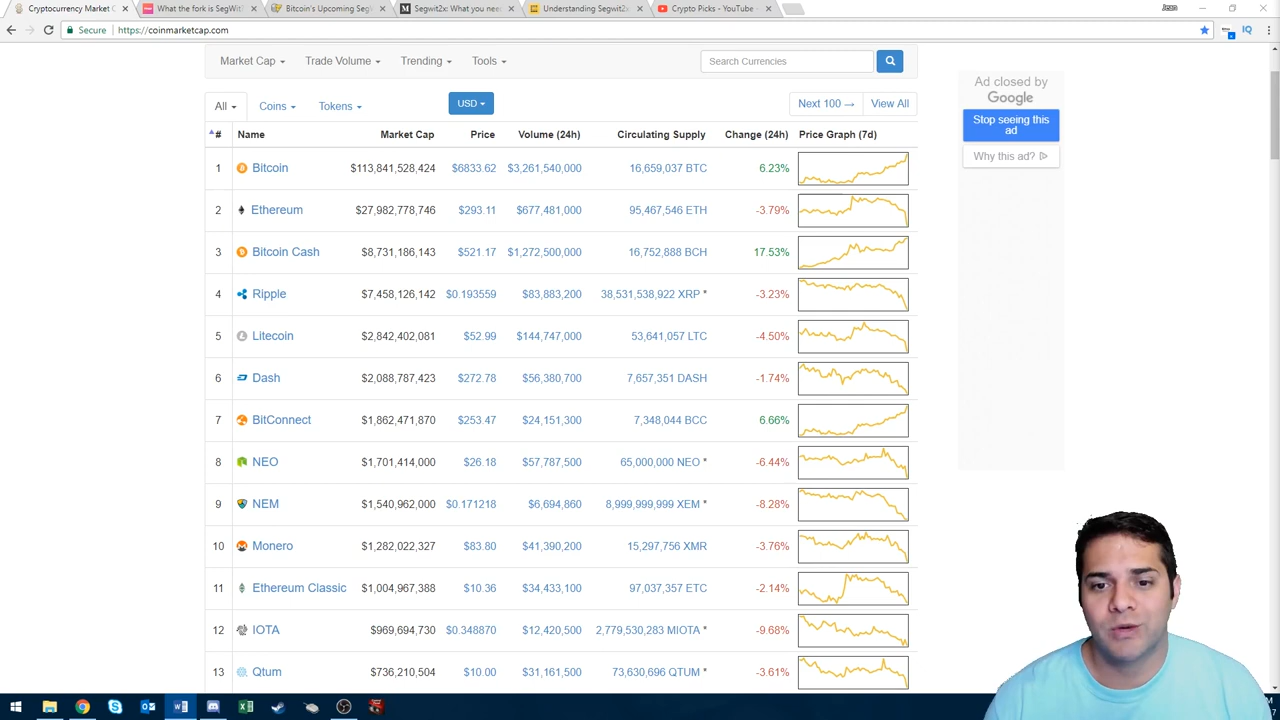 Cryptocurrency Market C
What the fork is SegWit
Bitcoin's Upcoming Segw
Segwit2x: What you need
Understanding Segwit2x
Crypto Picks - YouTube
Secure https://coinmarketcap.com IQ
Market Cap Trade Volume Trending Tools Search Currencies
All Coins Tokens USD Next 100 → View All
# Name Market Cap Price Volume (24h) Circulating Supply Change (24h) Price Graph (7d)
1 Bitcoin $113,841,528,424 $6833.62 $3,261,540,000 16,659,037 BTC 6.23%
2 Ethereum $27,982,778,746 $293.11 $677,481,000 95,467,546 ETH -3.79%
3 Bitcoin Cash $8,731,186,143 $521.17 $1,272,500,000 16,752,888 BCH 17.53%
4 Ripple $7,458,126,142 $0.193559 $83,883,200 38,531,538,922 XRP * -3.23%
5 Litecoin $2,842,402,081 $52.99 $144,747,000 53,641,057 LTC -4.50%
6 Dash $2,088,787,423 $272.78 $56,380,700 7,657,351 DASH -1.74%
7 BitConnect $1,862,471,870 $253.47 $24,151,300 7,348,044 BCC 6.66%
8 NEO $1,701,414,000 $26.18 $57,787,500 65,000,000 NEO * -6.44%
9 NEM $1,540,962,000 $0.171218 $6,694,860 8,999,999,999 XEM * -8.28%
10 Monero $1,282,022,327 $83.80 $41,390,200 15,297,756 XMR -3.76%
11 Ethereum Classic $1,004,967,388 $10.36 $34,433,100 97,037,357 ETC -2.14%
12 IOTA $969,694,730 $0.348870 $12,420,500 2,779,530,283 MIOTA * -9.68%
13 Qtum $736,210,504 $10.00 $31,161,500 73,630,696 QTUM * -3.61%
Ad closed by
Google
Stop seeing this
ad
Why this ad?